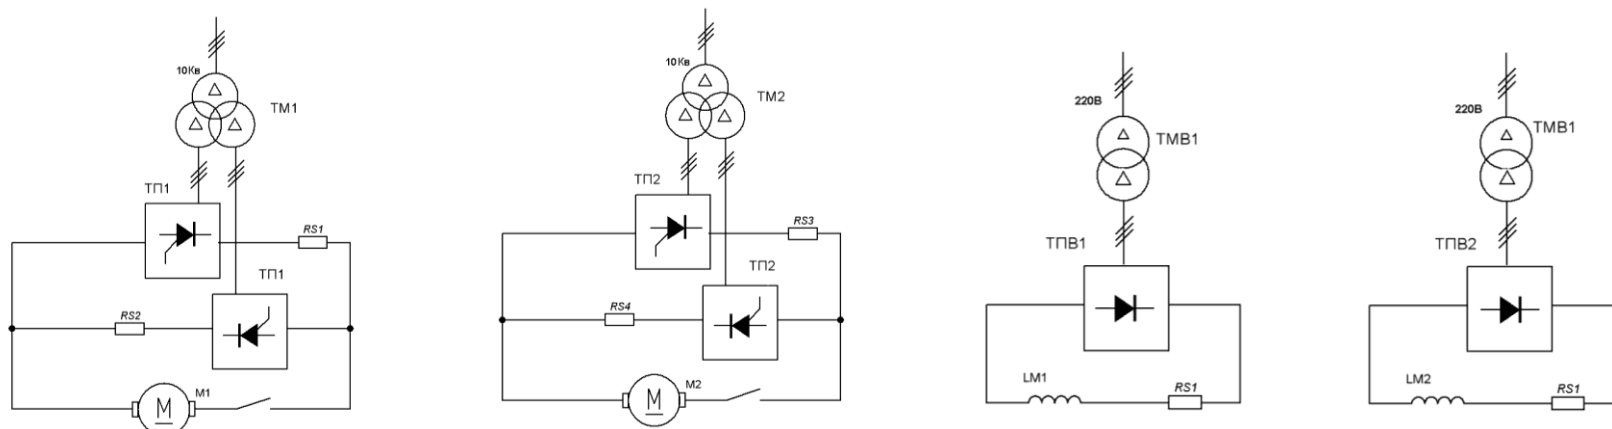 10Кв
ТМ1
ТП1
RS1
ТП1
RS2
М1
М
10Кв
ТМ2
ТП2
RS3
ТП2
RS4
М2
М
220В
ТМВ1
ТПВ1
LM1
RS1
220В
ТМВ1
ТПВ2
LM2
RS1